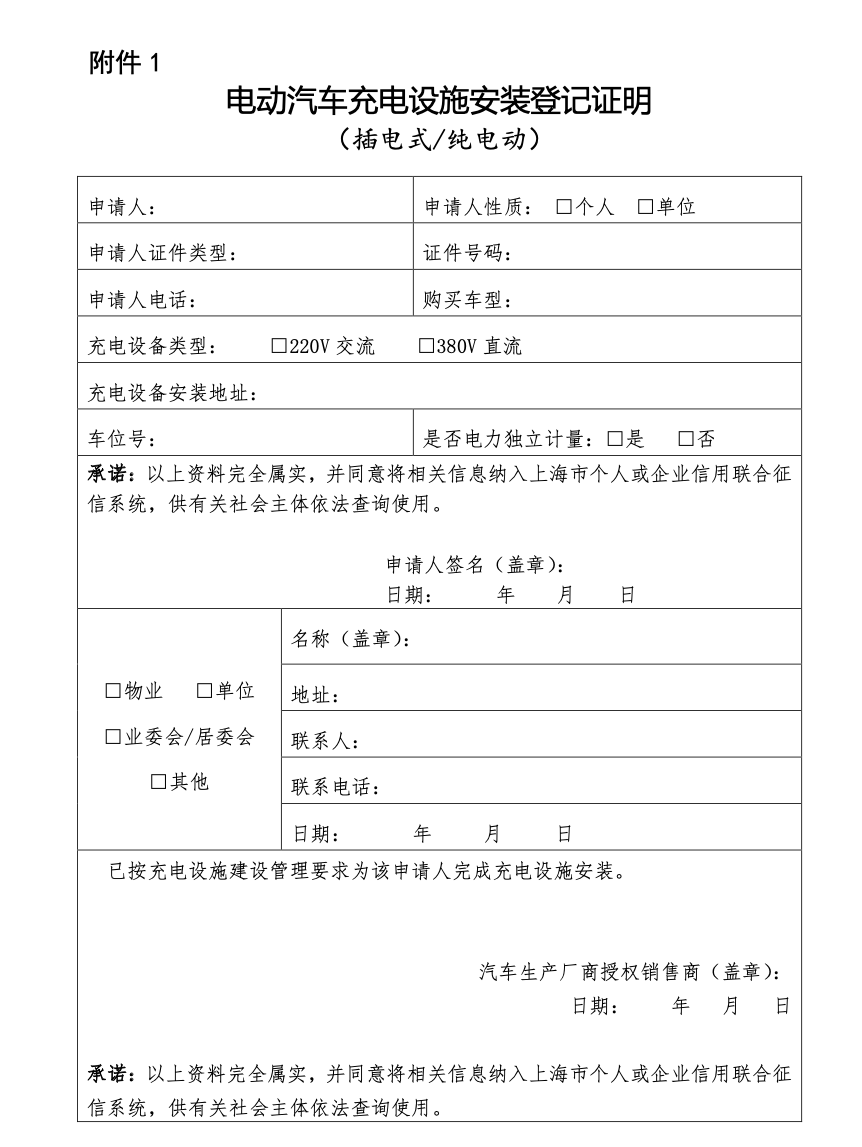 附件 1
电动汽车充电设施安装登记证明
（插电式/纯电动）
申请人：
申请人性质： □个人 □单位
申请人证件类型：
证件号码：
申请人电话：
购买车型：
充电设备类型： □220V 交流 □380V 直流
充电设备安装地址：
车位号：
是否电力独立计量：□是 □否
承诺：以上资料完全属实，并同意将相关信息纳入上海市个人或企业信用联合征
信系统，供有关社会主体依法查询使用。
申请人签名（盖章）：
日期： 年 月 日
□物业 □单位
□业委会/居委会
□其他
名称（盖章）：
地址：
联系人：
联系电话：
日期： 年 月 日
已按充电设施建设管理要求为该申请人完成充电设施安装。
汽车生产厂商授权销售商（盖章）：
日期： 年 月 日
承诺：以上资料完全属实，并同意将相关信息纳入上海市个人或企业信用联合征
信系统，供有关社会主体依法查询使用。